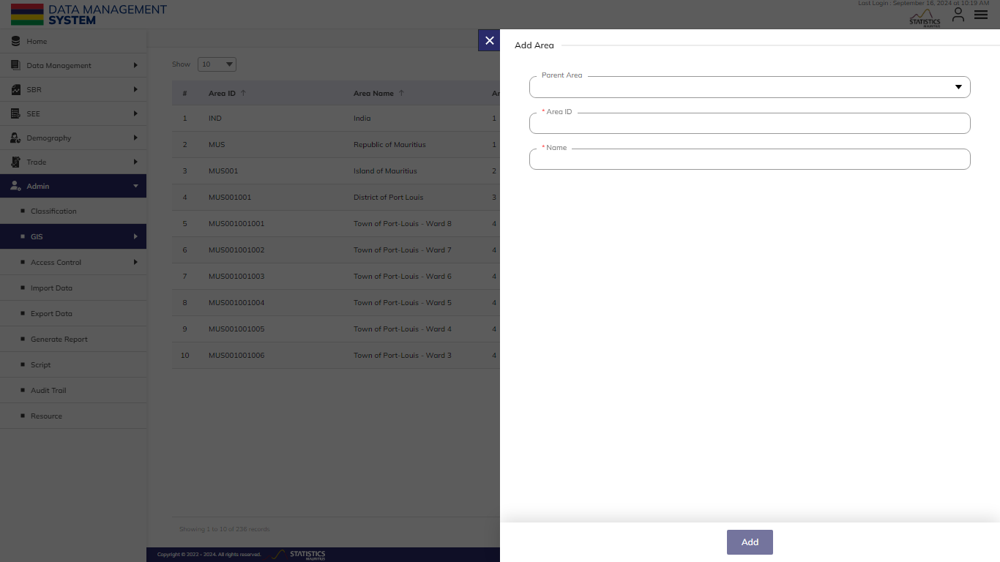 Last Login : September 16, 2024 at 10:19 AM
DATA MANAGEMENT
SYSTEM
STATISTICS
MAURITIUS
Home
Data Management
SBR
SEE
Demography
Trade
Admin
Classification
GIS
Access Control
Import Data
Export Data
Generate Report
Script
Audit Trail
Resource
Show 10
# Area ID Area Name Ar
1 IND India 1
2 MUS Republic of Mauritius 1
3 MUS001 Island of Mauritius 2
4 MUS001001 District of Port Louis 3
5 MUS001001001 Town of Port-Louis - Ward 8 4
6 MUS001001002 Town of Port-Louis - Ward 7 4
7 MUS001001003 Town of Port-Louis - Ward 6 4
8 MUS001001004 Town of Port-Louis - Ward 5 4
9 MUS001001005 Town of Port-Louis - Ward 4 4
10 MUS001001006 Town of Port-Louis - Ward 3 4
Showing 1 to 10 of 236 records
Copyright © 2022 - 2024. All rights reserved.
STATISTICS
MAURITIUS
Add Area
Parent Area
* Area ID
* Name
Add